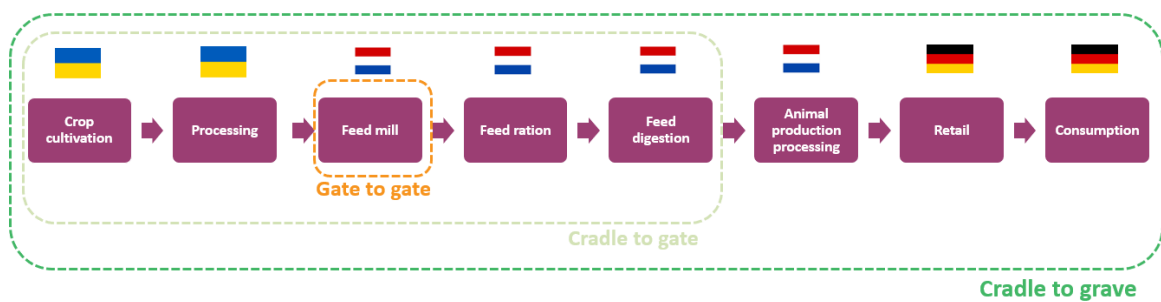 Crop
cultivation
Processing
Feed mill
Feed ration
Feed
digestion
Animal
production
processing
Retail
Consumption
Gate to gate
Cradle to gate
Cradle to grave